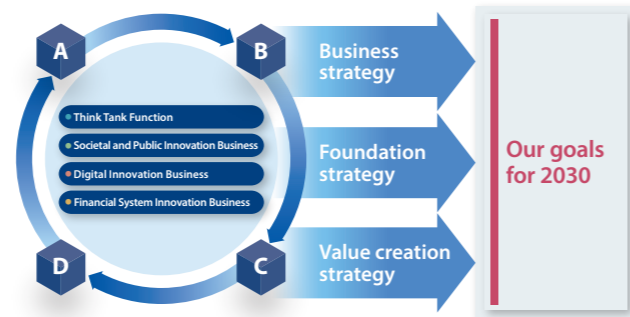 A
B
Think Tank Function
Societal and Public Innovation Business
Digital Innovation Business
Financial System Innovation Business
D
C
Business
strategy
Foundation
strategy
Value creation
strategy
Our goals
for 2030